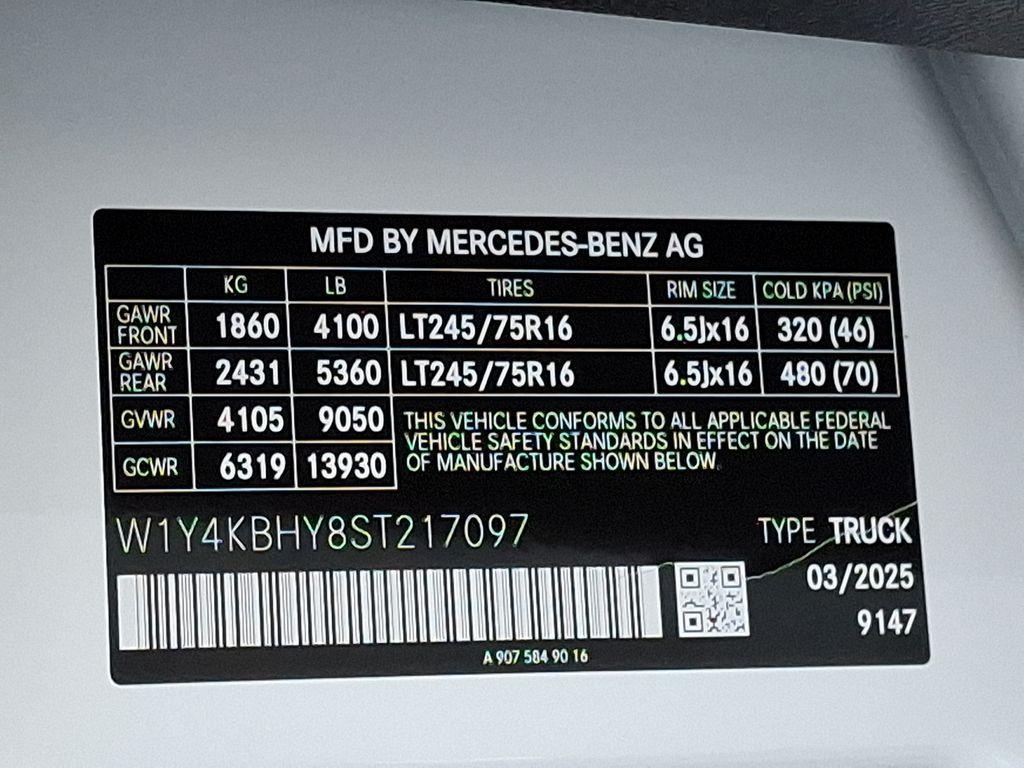 MFD BY MERCEDES-BENZ AG
KG LB TIRES RIM SIZE COLD KPA (PSI)
GAWR FRONT 1860 4100 LT245/75R16 6.5Jx16 320 (46)
GAWR REAR 2431 5360 LT245/75R16 6.5Jx16 480 (70)
GVWR 4105 9050
GCWR 6319 13930
THIS VEHICLE CONFORMS TO ALL APPLICABLE FEDERAL
VEHICLE SAFETY STANDARDS IN EFFECT ON THE DATE
OF MANUFACTURE SHOWN BELOW.
W1Y4KBHY8ST217097 TYPE TRUCK
03/2025
9147
A 907 584 90 16